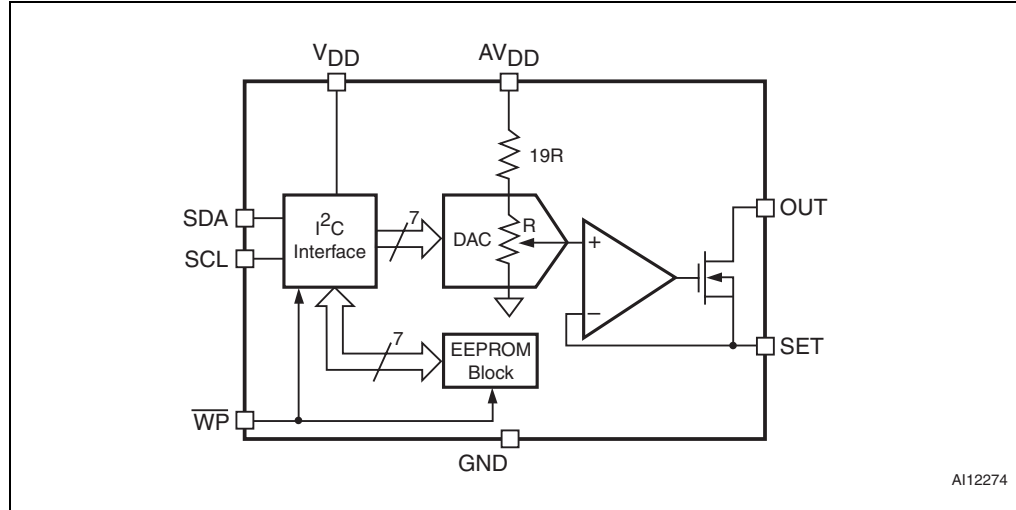 VDD
AVDD
19R
SDA
SCL
I2C
Interface
7
DAC
R
+
−
OUT
SET
7
EEPROM
Block
WP
GND
AI12274